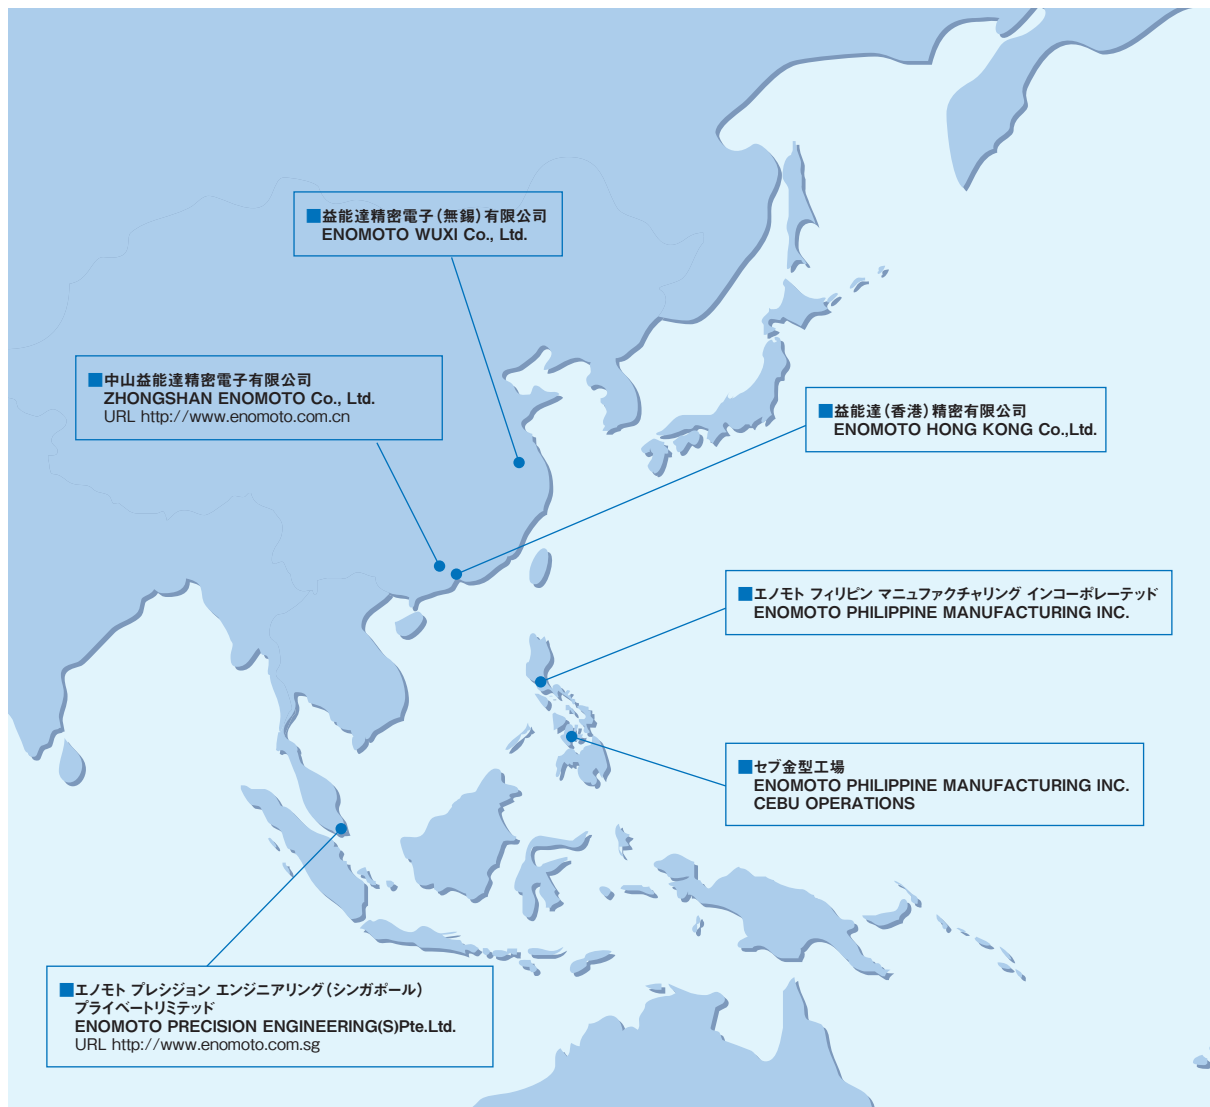 ■益能達精密電子（無錫）有限公司
ENOMOTO WUXI Co., Ltd.
■中山益能達精密電子有限公司
ZHONGSHAN ENOMOTO Co., Ltd.
URL http://www.enomoto.com.cn
■益能達（香港）精密有限公司
ENOMOTO HONG KONG Co.,Ltd.
■エノモト フィリピン マニュファクチャリング インコーポレーテッド
ENOMOTO PHILIPPINE MANUFACTURING INC.
■セブ金型工場
ENOMOTO PHILIPPINE MANUFACTURING INC.
CEBU OPERATIONS
■エノモト プレシジョン エンジニアリング（シンガポール）
プライベートリミテッド
ENOMOTO PRECISION ENGINEERING(S)Pte.Ltd.
URL http://www.enomoto.com.sg